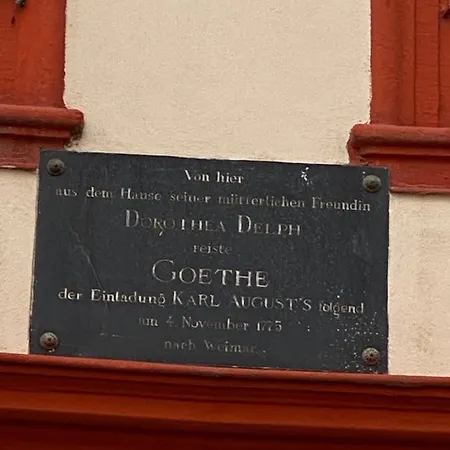 Von hier
aus dem Hause seiner mütterlichen Freundin
DOROTHEA DELPH
reiste
GOETHE
der Einladung KARL AUGUST'S folgend
am 4. November 1775
nach Weimar.